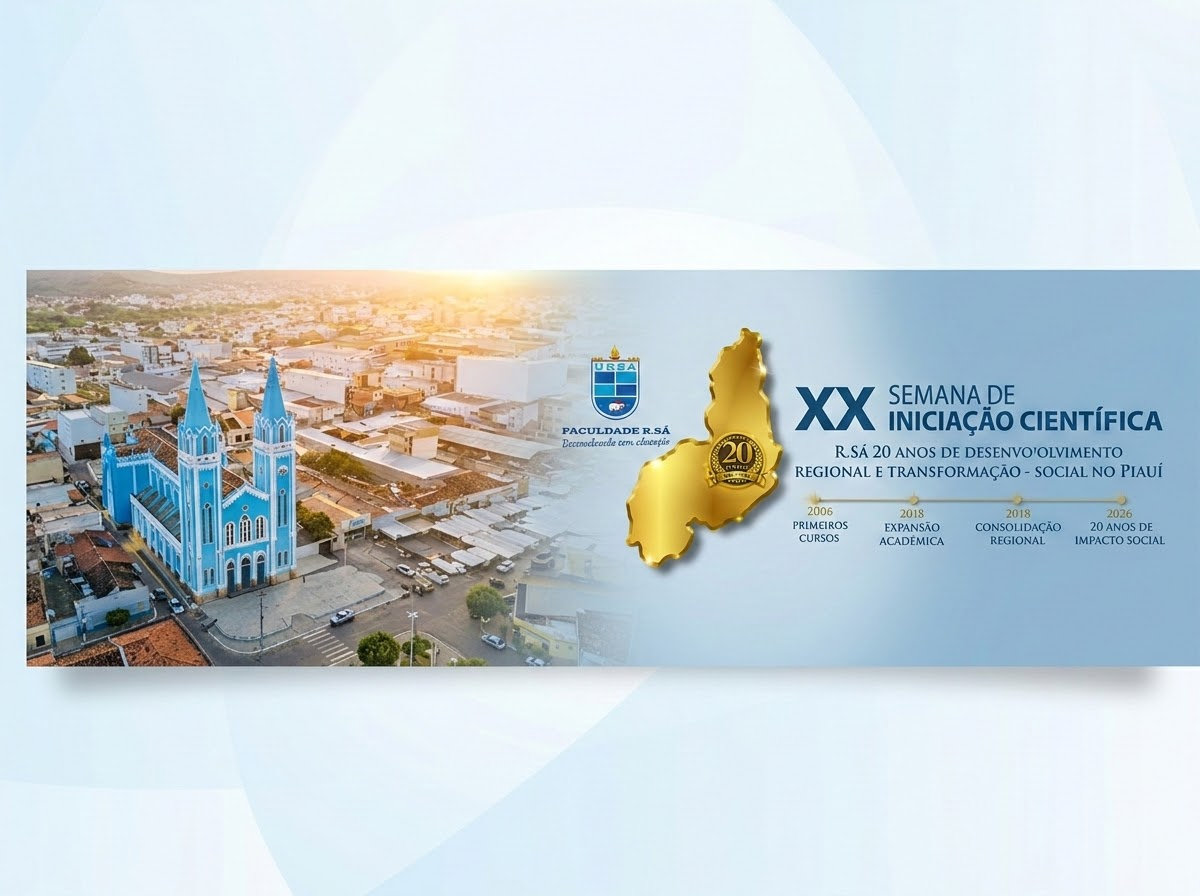 URSA
FACULDADE R.SÁ
20
XX SEMANA DE
INICIAÇÃO CIENTÍFICA
R.SÁ 20 ANOS DE DESENVO'OLVIMENTO
REGIONAL E TRANSFORMAÇÃO - SOCIAL NO PIAUÍ
2006
PRIMEIROS
CURSOS
2018
EXPANSÃO
ACADÉMICA
2018
CONSOLIDAÇÃO
REGIONAL
2026
20 ANOS DE
IMPACTO SOCIAL